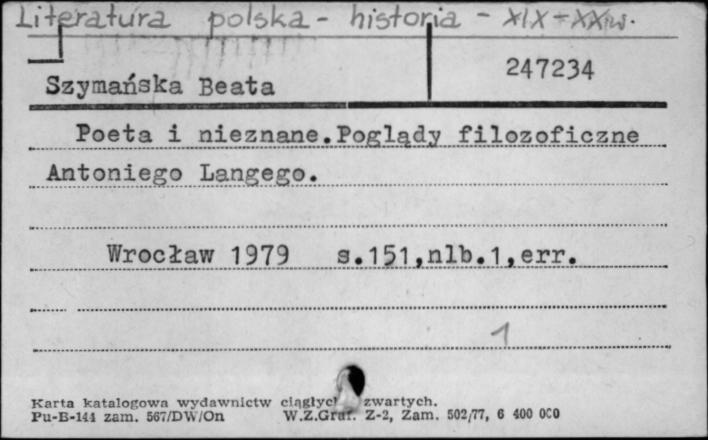 Literatura polska - historia - XIX-XX w.
247234
Szymańska Beata
Poeta i nieznane.Poglądy filozoficzne
Antoniego Langego.
Wrocław 1979 s.151,nlb.1,err.
1
Karta katalogowa wydawnictw zwartych.
Pu-B-144 zam. 567/DW/On W.Z.Graf. Z-2, Zam. 502/77, 6 400 000